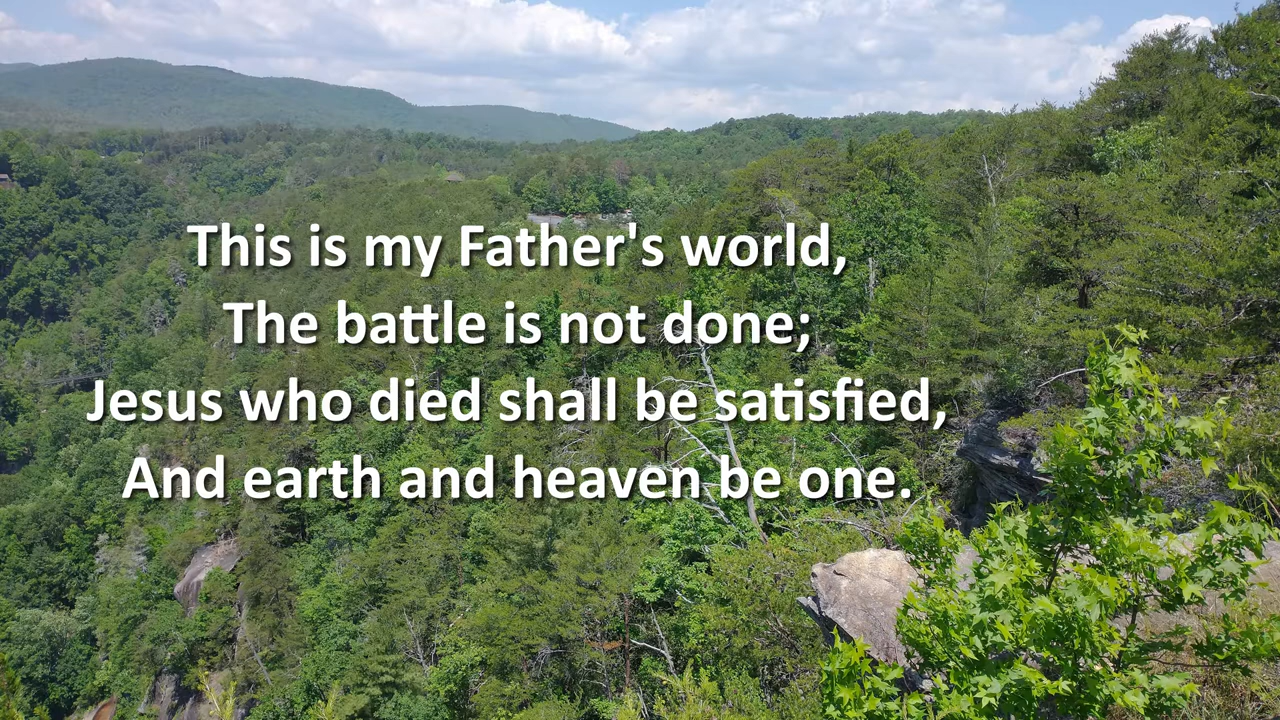 This is my Father's world,
The battle is not done;
Jesus who died shall be satisfied,
And earth and heaven be one.